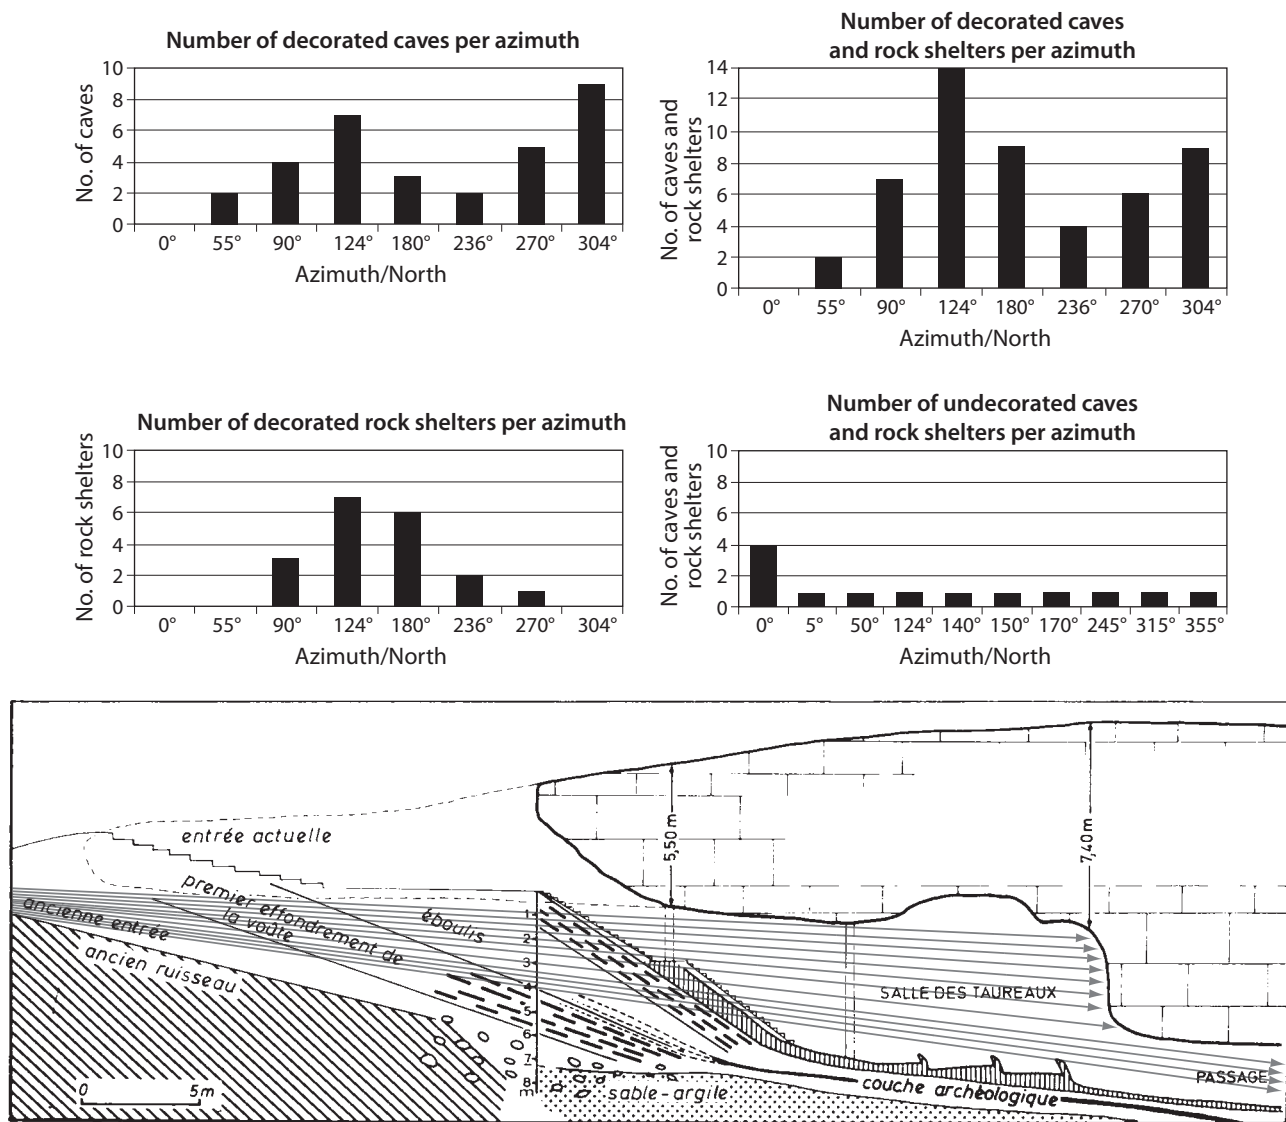 Number of decorated caves per azimuth
No. of caves
10
8
6
4
2
0
0° 55° 90° 124° 180° 236° 270° 304°
Azimuth/North
Number of decorated caves
and rock shelters per azimuth
No. of caves and
rock shelters
14
12
10
8
6
4
2
0
0° 55° 90° 124° 180° 236° 270° 304°
Azimuth/North
Number of decorated rock shelters per azimuth
No. of rock shelters
10
8
6
4
2
0
0° 55° 90° 124° 180° 236° 270° 304°
Azimuth/North
Number of undecorated caves
and rock shelters per azimuth
No. of caves and
rock shelters
10
8
6
4
2
0
0° 5° 50° 124° 140° 150° 170° 245° 315° 355°
Azimuth/North
entrée actuelle
premier effondrement de
la voûte
éboulis
ancienne entrée
ancien ruisseau
5,50 m
7,40 m
1
2
3
4
5
6
7
8
m
SALLE DES TAUREAUX
PASSAGE
couche archéologique
sable-argile
0 5m